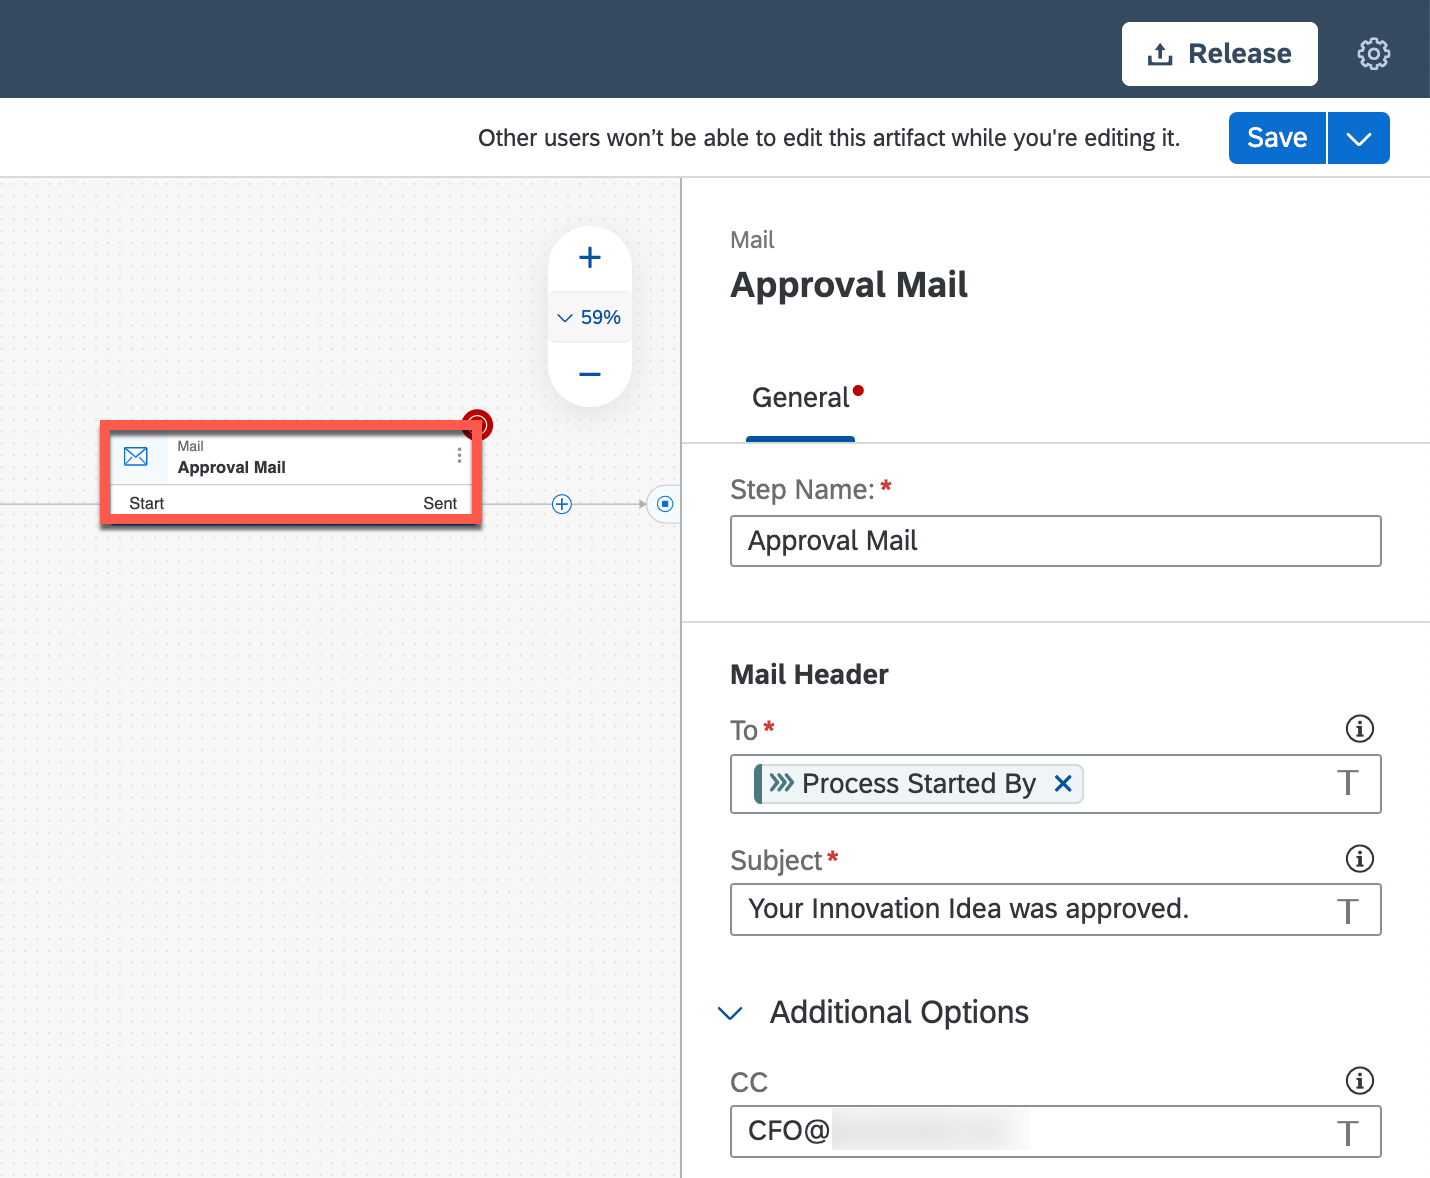 Release
Other users won’t be able to edit this artifact while you're editing it.
Save
59%
Mail
Approval Mail
Start
Sent
Mail
Approval Mail
General
Step Name: *
Approval Mail
Mail Header
To *
Process Started By
Subject *
Your Innovation Idea was approved.
Additional Options
CC
CFO@